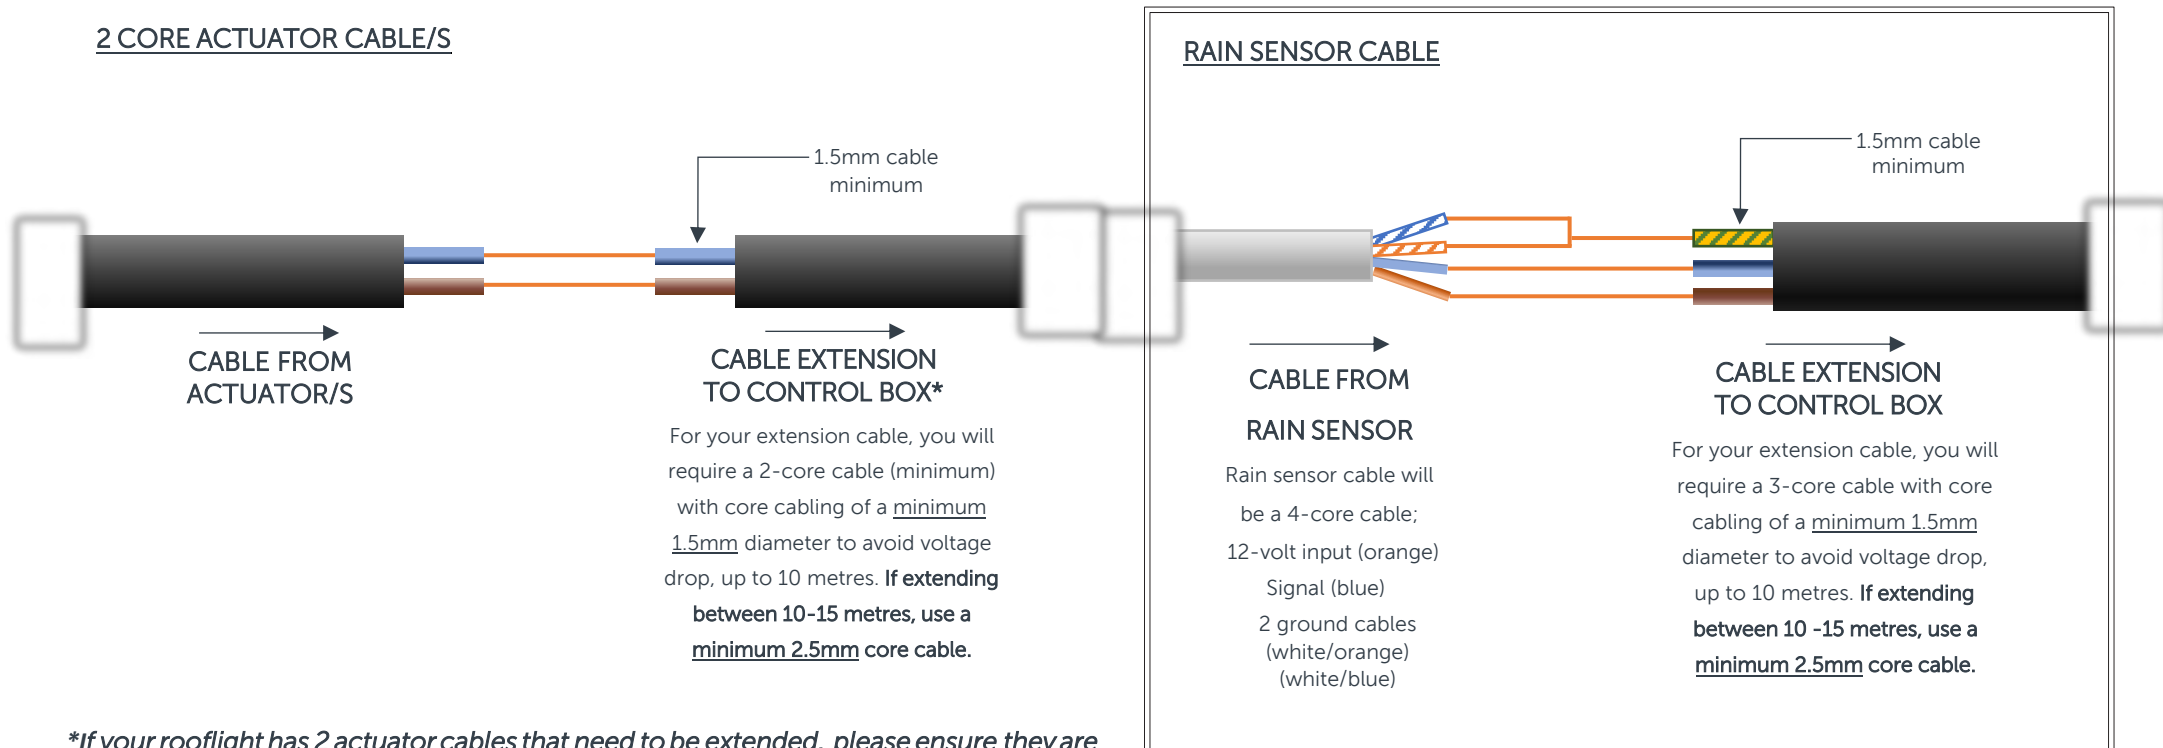 2 CORE ACTUATOR CABLE/S
1.5mm cable
minimum
CABLE FROM
ACTUATOR/S
CABLE EXTENSION
TO CONTROL BOX*
For your extension cable, you will
require a 2-core cable (minimum)
with core cabling of a minimum
1.5mm diameter to avoid voltage
drop, up to 10 metres. If extending
between 10-15 metres, use a
minimum 2.5mm core cable.
*If your rooflight has 2 actuator cables that need to be extended, please ensure they are
RAIN SENSOR CABLE
1.5mm cable
minimum
CABLE FROM
RAIN SENSOR
Rain sensor cable will
be a 4-core cable;
12-volt input (orange)
Signal (blue)
2 ground cables
(white/orange)
(white/blue)
CABLE EXTENSION
TO CONTROL BOX
For your extension cable, you will
require a 3-core cable with core
cabling of a minimum 1.5mm
diameter to avoid voltage drop,
up to 10 metres. If extending
between 10 -15 metres, use a
minimum 2.5mm core cable.